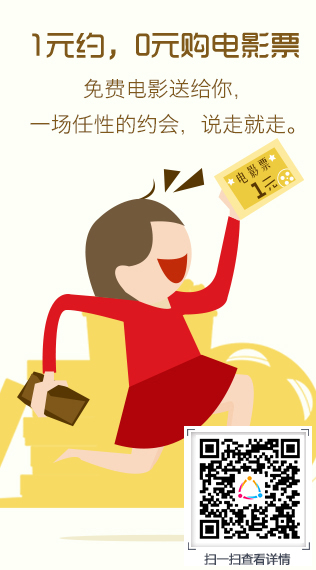 1元约，0元购电影票
免费电影送给你，
一场任性的约会，说走就走。
电影票
1元
扫一扫查看详情